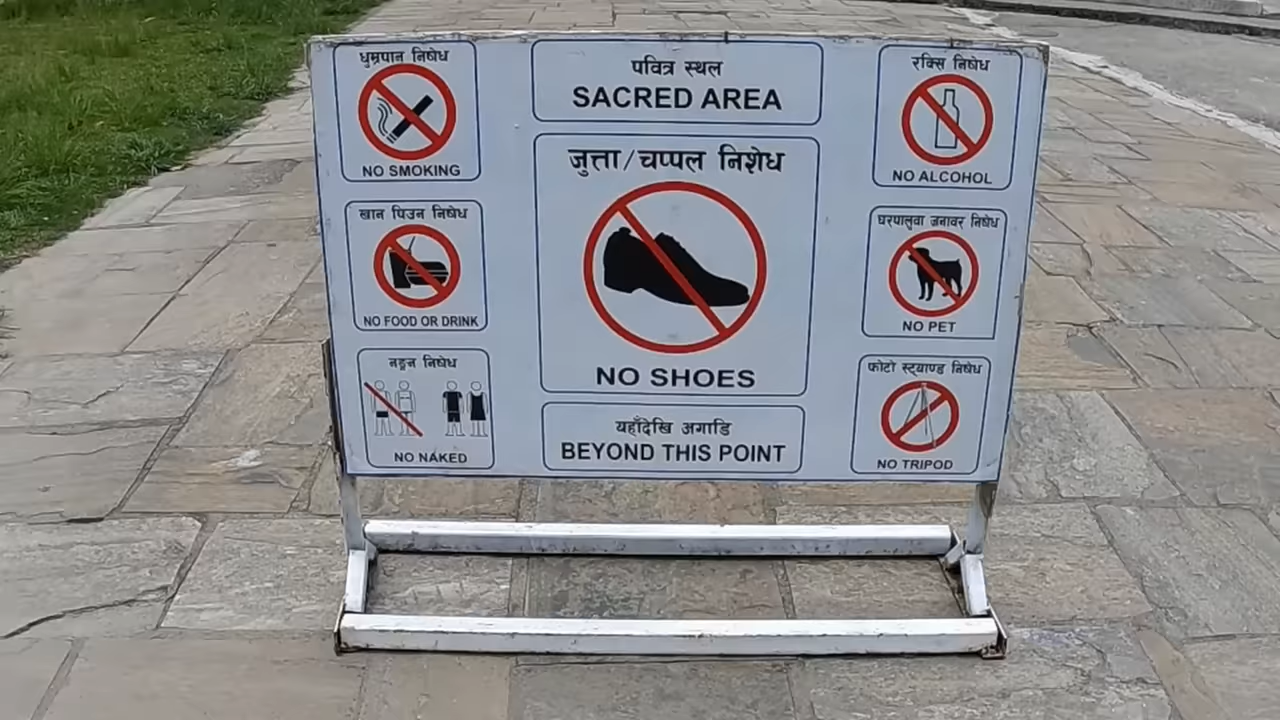 धुम्रपान निषेध
NO SMOKING
खान पिउन निषेध
NO FOOD OR DRINK
नङ्गन निषेध
NO NAKED
पवित्र स्थल
SACRED AREA
जुत्ता/चप्पल निशेध
NO SHOES
यहाँदेखि अगाडि
BEYOND THIS POINT
रक्सि निषेध
NO ALCOHOL
घरपालुवा जनावर निषेध
NO PET
फोटो स्ट्याण्ड निषेध
NO TRIPOD